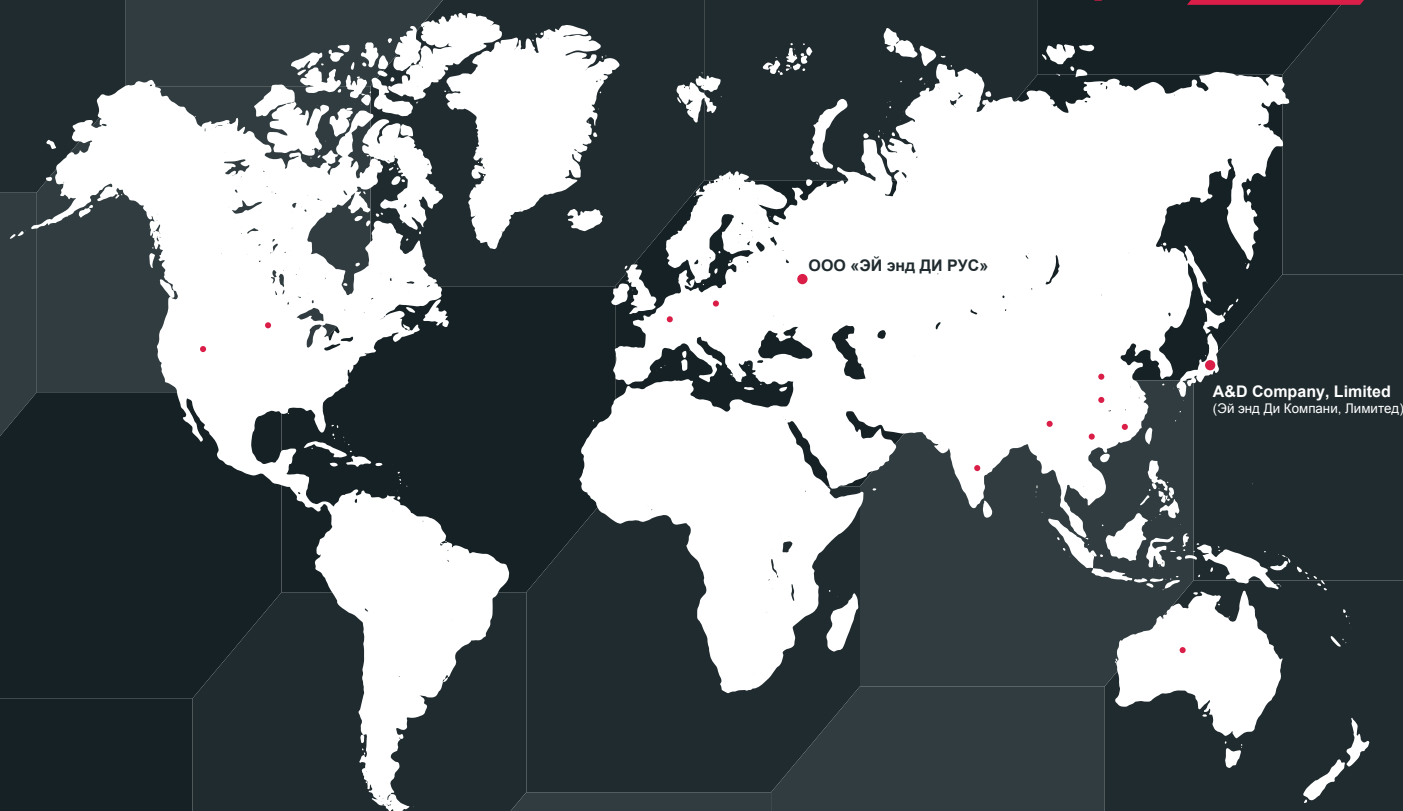 ООО «ЭЙ энд ДИ РУС»
A&D Company, Limited
(Эй энд Ди Компани, Лимитед)